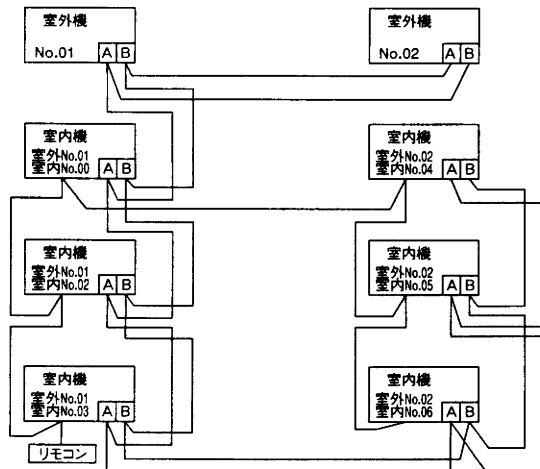 室外機
No.01 A B
室外機
No.02 A B
室内機
室外No.01
室内No.00 A B
室内機
室外No.02
室内No.04 A B
室内機
室外No.01
室内No.02 A B
室内機
室外No.02
室内No.05 A B
室内機
室外No.01
室内No.03 A B
リモコン
室内機
室外No.02
室内No.06 A B